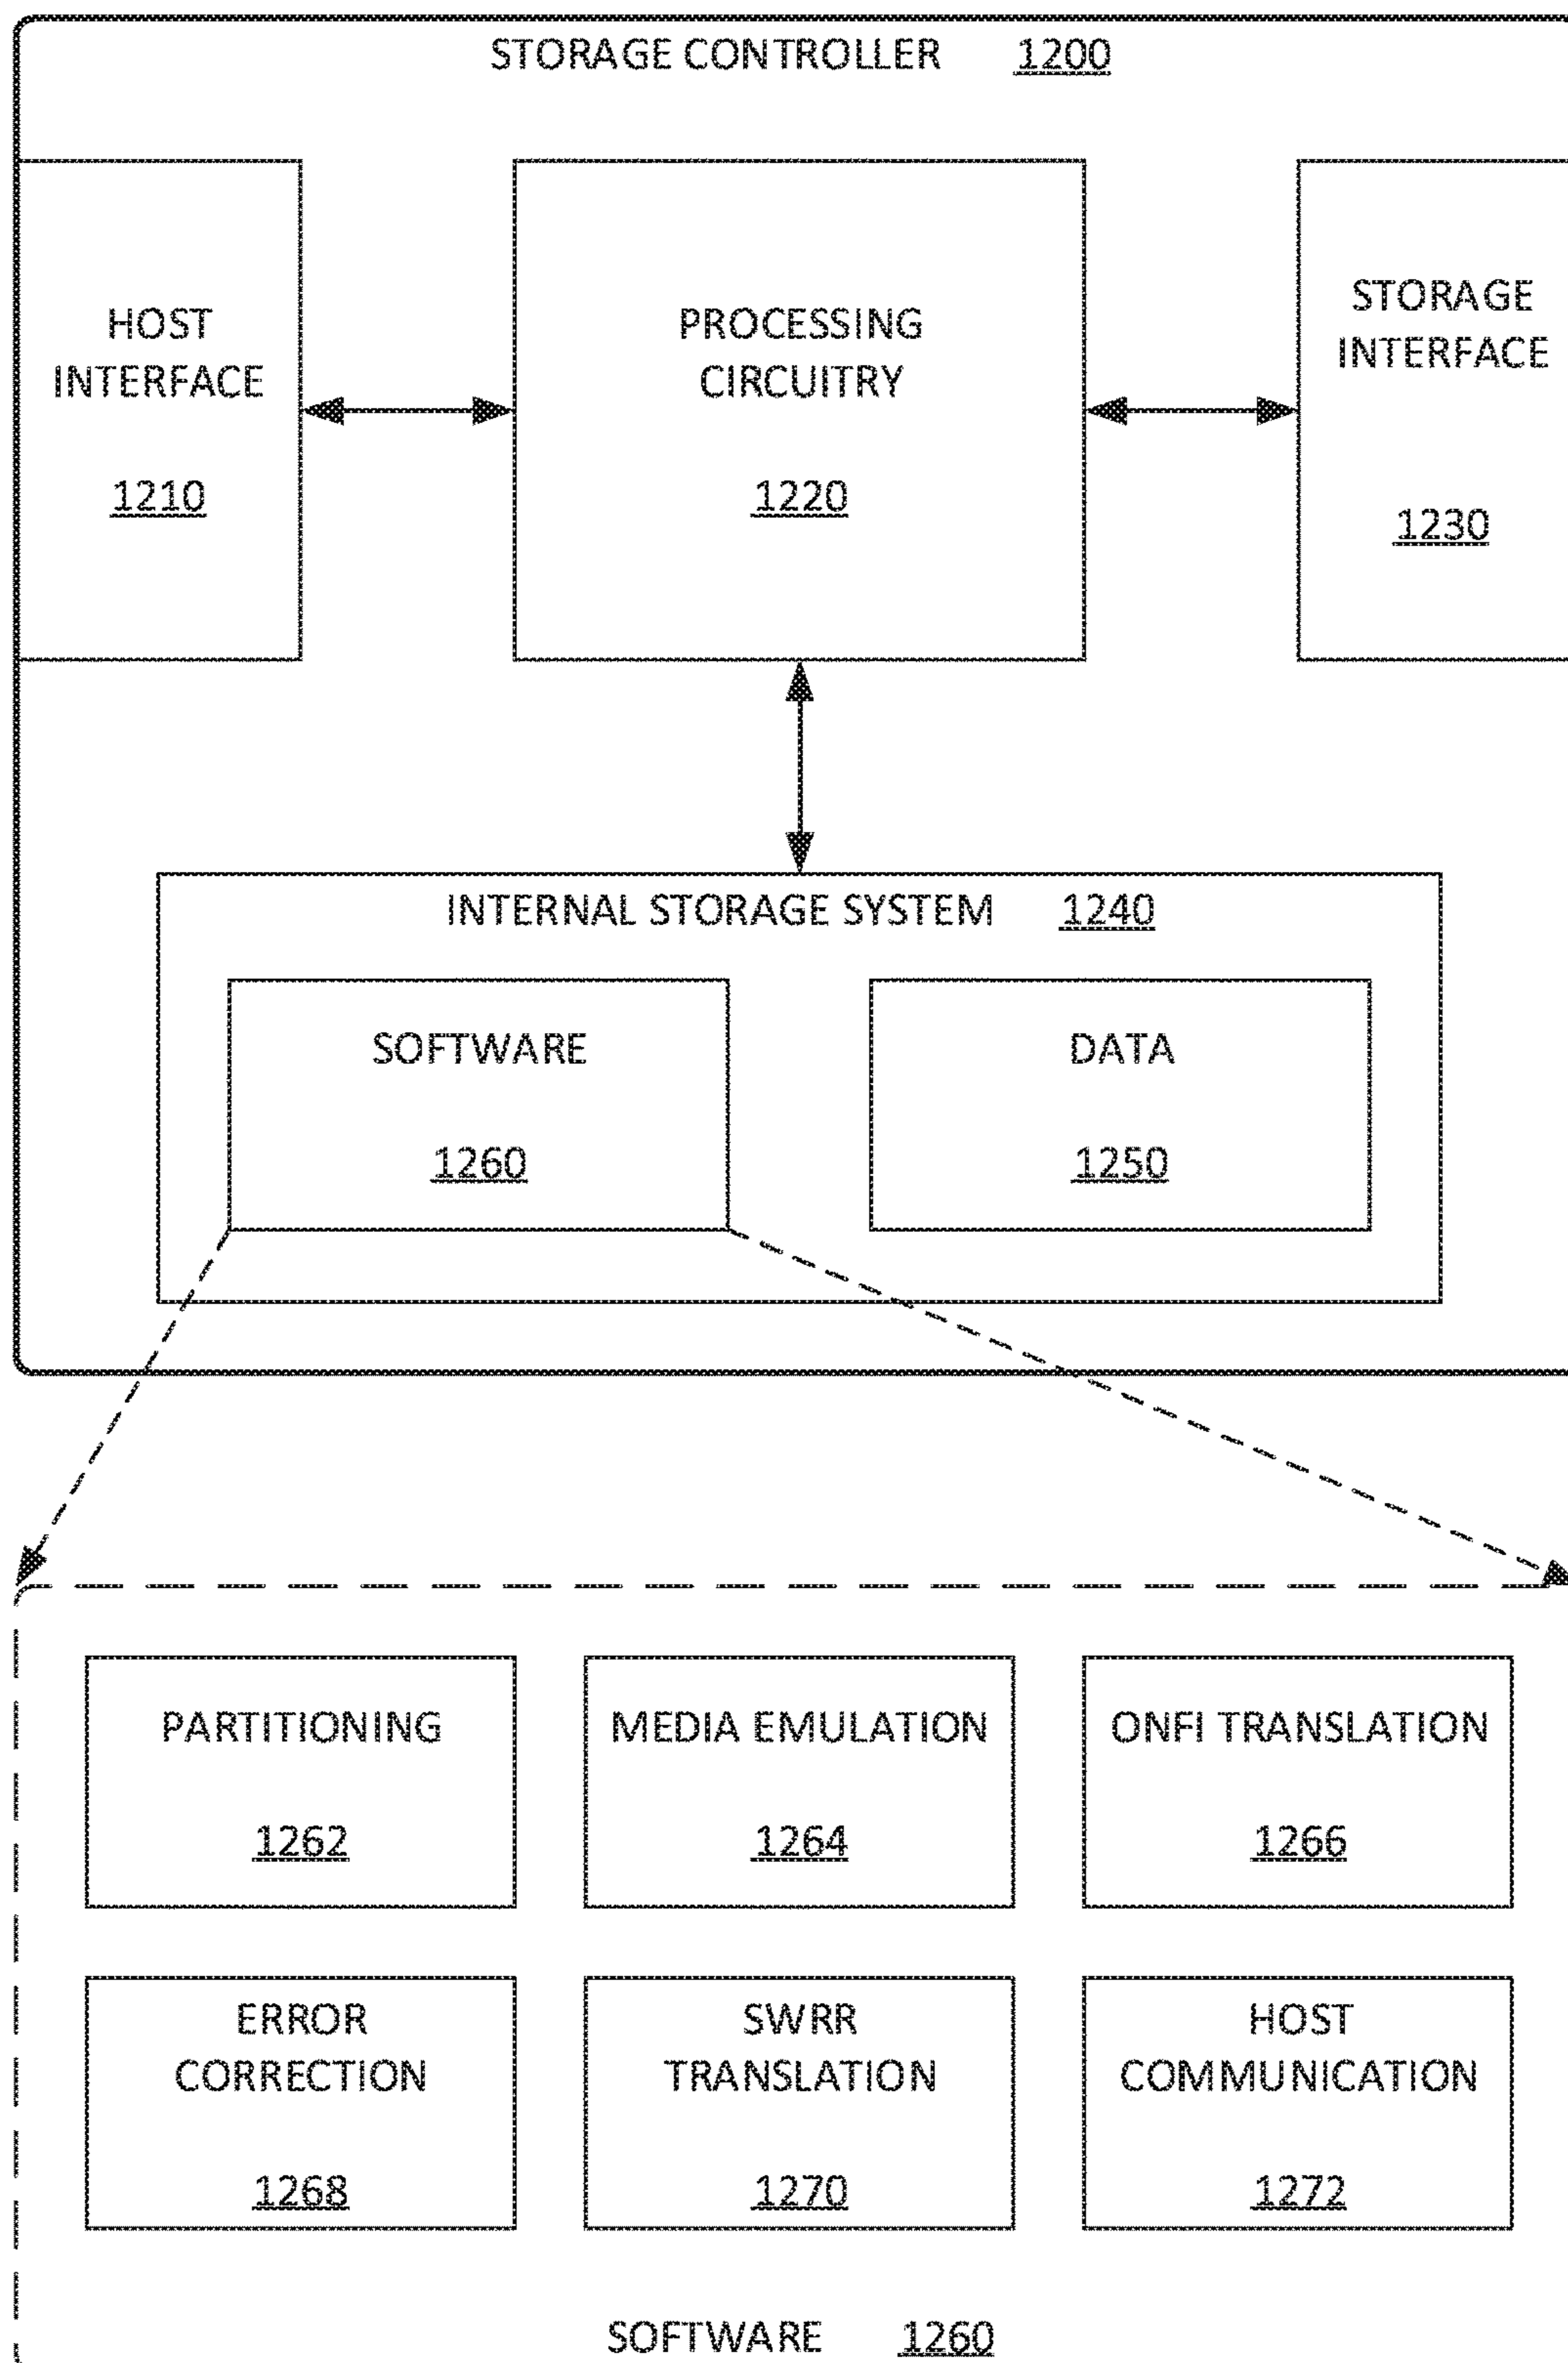 STORAGE CONTROLLER 1200
HOST
INTERFACE
1210
PROCESSING
CIRCUITRY
1220
STORAGE
INTERFACE
1230
INTERNAL STORAGE SYSTEM 1240
SOFTWARE
1260
DATA
1250
PARTITIONING
1262
MEDIA EMULATION
1264
ONFI TRANSLATION
1266
ERROR
CORRECTION
1268
SWRR
TRANSLATION
1270
HOST
COMMUNICATION
1272
SOFTWARE 1260